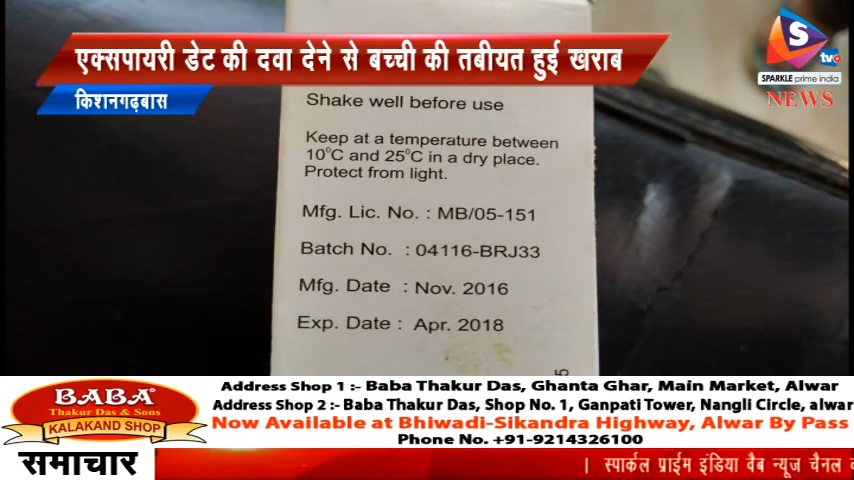 एक्सपायरी डेट की दवा देने से बच्ची की तबीयत हुई खराब
किशनगढ़बास
S
tv
SPARKLE prime india
NEWS
Shake well before use
Keep at a temperature between
10°C and 25°C in a dry place.
Protect from light.
Mfg. Lic. No. : MB/05-151
Batch No. : 04116-BRJ33
Mfg. Date : Nov. 2016
Exp. Date : Apr. 2018
5
BABA
Thakur Das & Sons
KALAKAND SHOP
Address Shop 1 :- Baba Thakur Das, Ghanta Ghar, Main Market, Alwar
Address Shop 2 :- Baba Thakur Das, Shop No. 1, Ganpati Tower, Nangli Circle, alwar
Now Available at Bhiwadi-Sikandra Highway, Alwar By Pass
Phone No. +91-9214326100
समाचार
| स्पार्कल प्राईम इंडिया वैब न्यूज चैनल